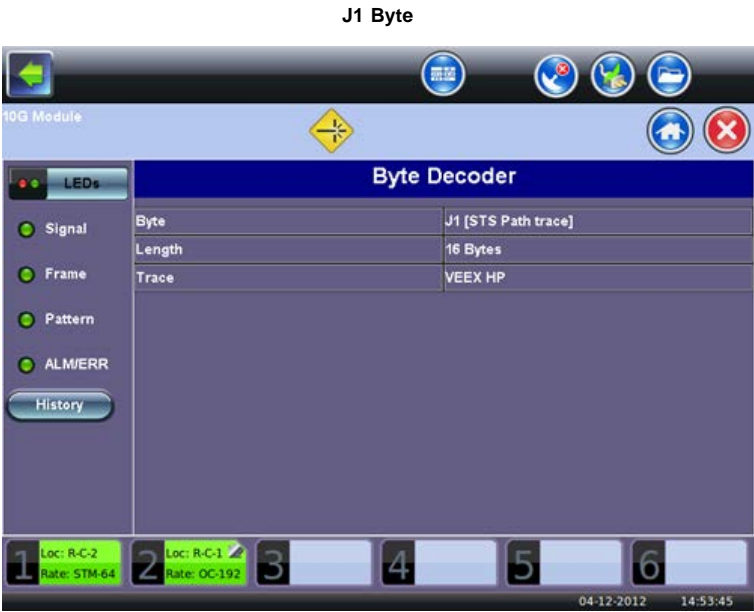 J1 Byte
10G Module
LEDs
Byte Decoder
Signal
Frame
Pattern
ALM/ERR
History
Byte J1 [STS Path trace]
Length 16 Bytes
Trace VEEX HP
1 Loc: R-C-2
Rate: STM-64
2 Loc: R-C-1
Rate: OC-192
3
4
5
6
04-12-2012 14:53:45